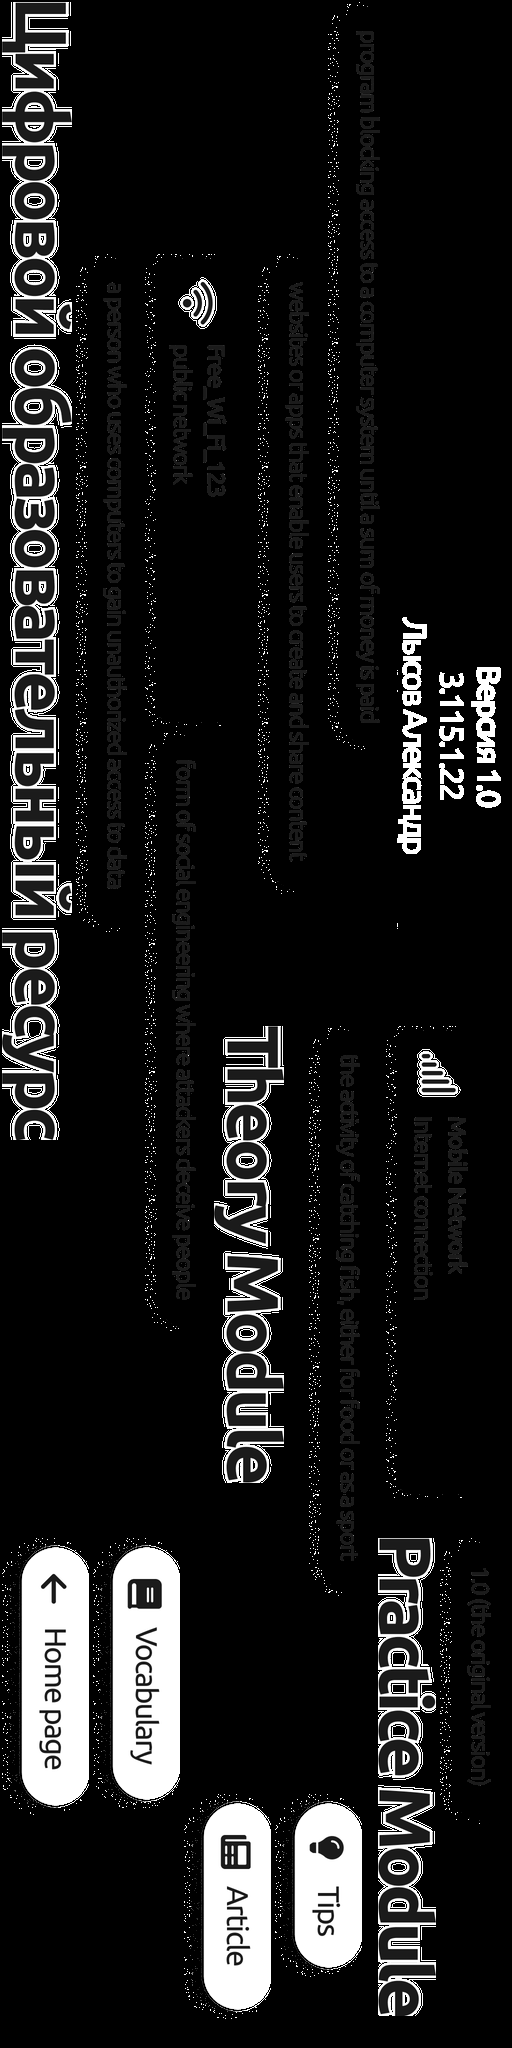 Версия 1.0
3.115.1.22
Лысов Александр
program blocking access to a computer system until a sum of money is paid
websites or apps that enable users to create and share content
Free_Wi_Fi_123
public network
a person who uses computers to gain unauthorized access to data
Цифровой образовательный ресурс
Mobile Network
Internet connection
the activity of catching fish, either for food or as a sport
Theory Module
form of social engineering where attackers deceive people
1.0 (the original version)
Practice Module
Tips
Article
Vocabulary
Home page